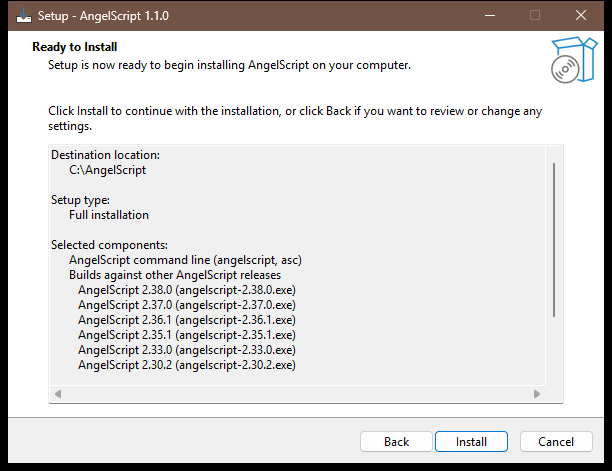 Setup - AngelScript 1.1.0
Ready to Install
Setup is now ready to begin installing AngelScript on your computer.
Click Install to continue with the installation, or click Back if you want to review or change any
settings.
Destination location:
C:\AngelScript
Setup type:
Full installation
Selected components:
AngelScript command line (angelscript, asc)
Builds against other AngelScript releases
AngelScript 2.38.0 (angelscript-2.38.0.exe)
AngelScript 2.37.0 (angelscript-2.37.0.exe)
AngelScript 2.36.1 (angelscript-2.36.1.exe)
AngelScript 2.35.1 (angelscript-2.35.1.exe)
AngelScript 2.33.0 (angelscript-2.33.0.exe)
AngelScript 2.30.2 (angelscript-2.30.2.exe)
Back
Install
Cancel